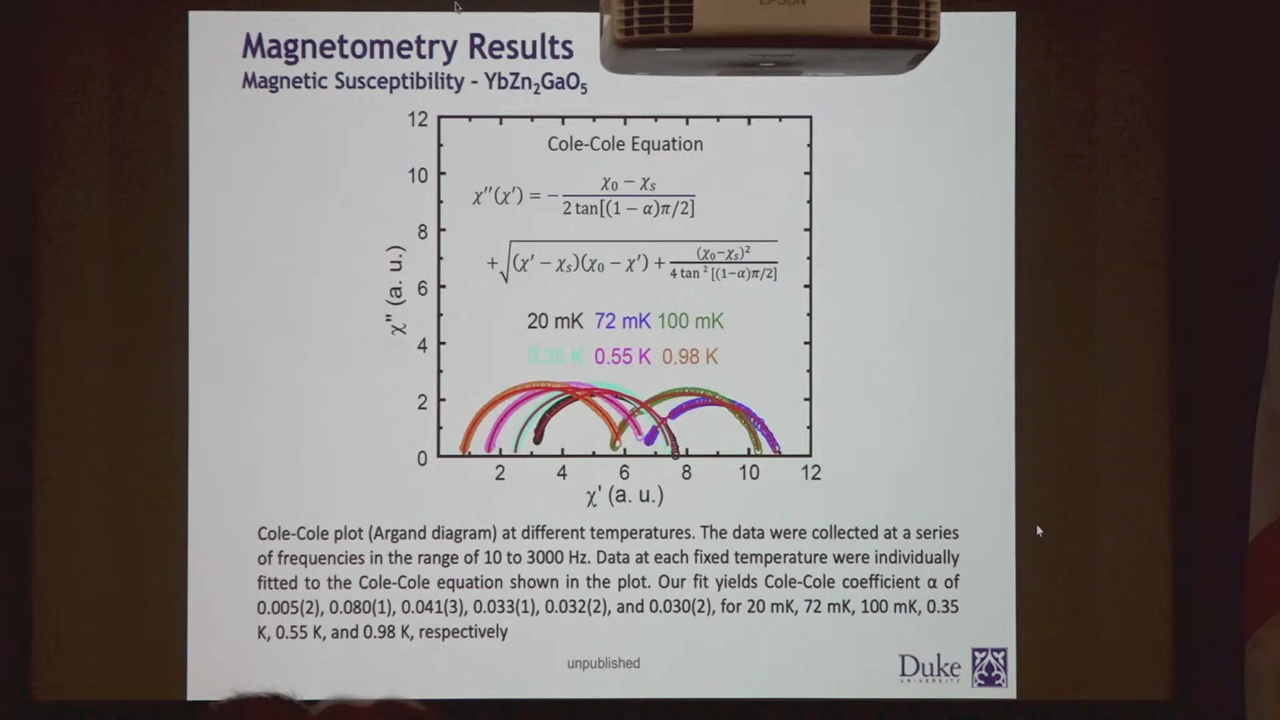 EPSON
Magnetometry Results
Magnetic Susceptibility - YbZn₂GaO₅
12
10
8
6
4
2
0
χ'' (a. u.)
Cole-Cole Equation
χ''(χ') = − (χ₀ − χₛ) / (2 tan[(1 − α)π/2])
+ √((χ' − χₛ)(χ₀ − χ') + (χ₀−χₛ)² / (4 tan² [(1−α)π/2]))
20 mK 72 mK 100 mK
0.35 K 0.55 K 0.98 K
2 4 6 8 10 12
χ' (a. u.)
Cole-Cole plot (Argand diagram) at different temperatures. The data were collected at a series
of frequencies in the range of 10 to 3000 Hz. Data at each fixed temperature were individually
fitted to the Cole-Cole equation shown in the plot. Our fit yields Cole-Cole coefficient α of
0.005(2), 0.080(1), 0.041(3), 0.033(1), 0.032(2), and 0.030(2), for 20 mK, 72 mK, 100 mK, 0.35
K, 0.55 K, and 0.98 K, respectively
unpublished
Duke
UNIVERSITY